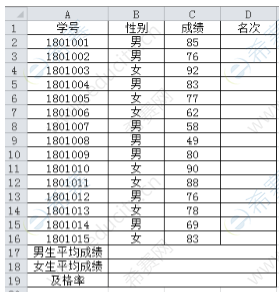 A B C D
1 学号 性别 成绩 名次
2 1801001 男 85
3 1801002 男 76
4 1801003 女 92
5 1801004 男 83
6 1801005 女 77
7 1801006 女 62
8 1801007 男 58
9 1801008 男 49
10 1801009 男 80
11 1801010 女 90
12 1801011 女 88
13 1801012 男 76
14 1801013 女 78
15 1801014 男 69
16 1801015 女 83
17 男生平均成绩
18 女生平均成绩
19 及格率